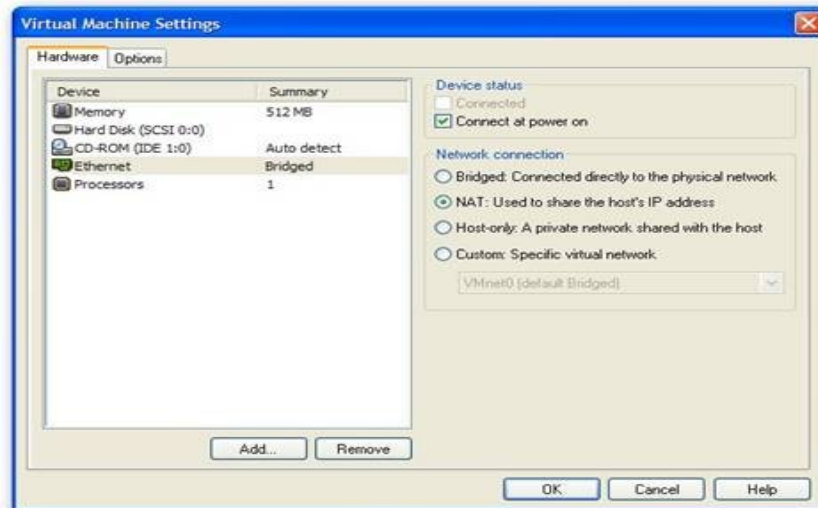 Virtual Machine Settings
Hardware Options
Device Summary
Memory 512 MB
Hard Disk (SCSI 0:0)
CD-ROM (IDE 1:0) Auto detect
Ethernet Bridged
Processors 1
Add... Remove
Device status
Connected
Connect at power on
Network connection
Bridged: Connected directly to the physical network
NAT: Used to share the host's IP address
Host-only: A private network shared with the host
Custom: Specific virtual network
VMnet0 (default Bridged)
OK Cancel Help